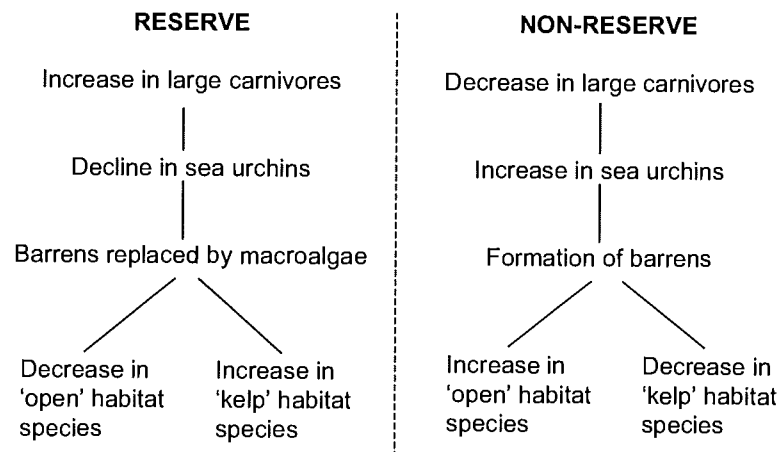 RESERVE
Increase in large carnivores
Decline in sea urchins
Barrens replaced by macroalgae
Decrease in
‘open’ habitat
species
Increase in
‘kelp’ habitat
species
NON-RESERVE
Decrease in large carnivores
Increase in sea urchins
Formation of barrens
Increase in
‘open’ habitat
species
Decrease in
‘kelp’ habitat
species